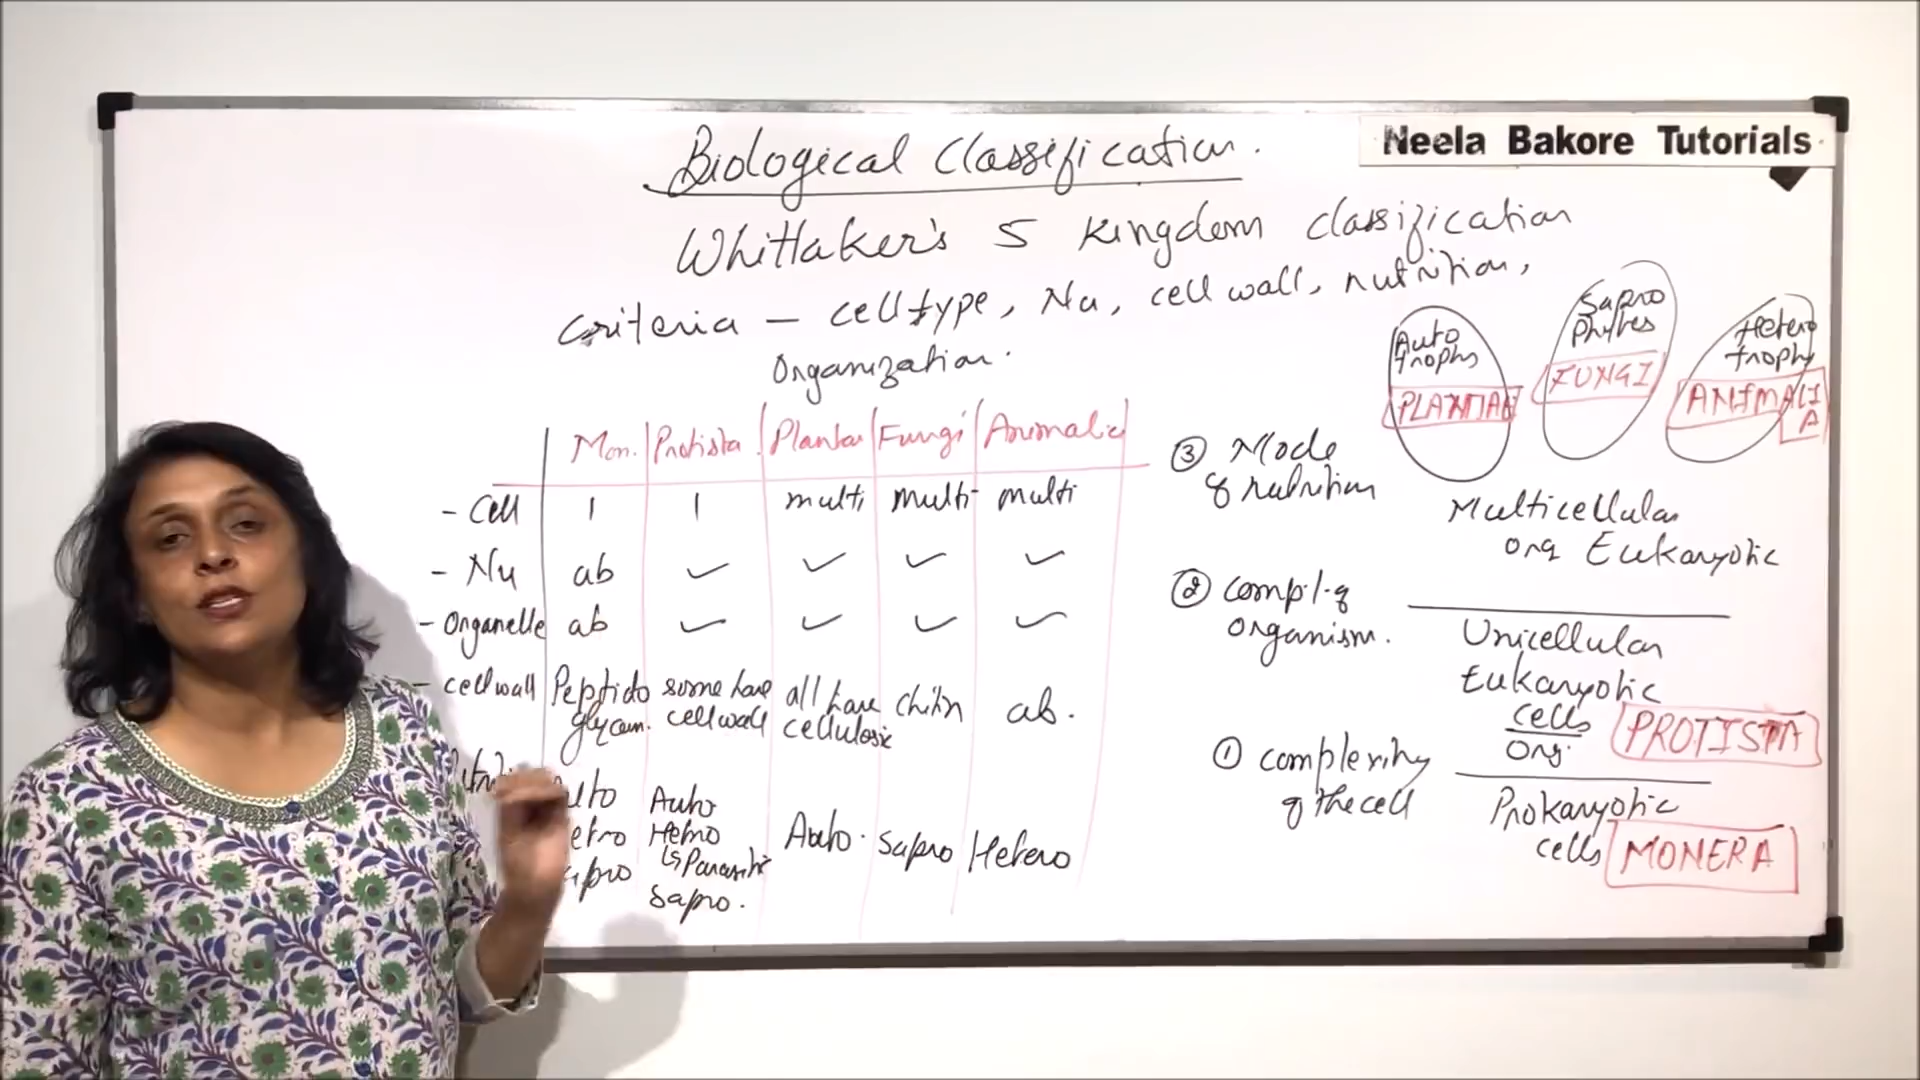 Neela Bakore Tutorials
Biological Classification.
Whittaker's 5 Kingdom classification
Criteria – cell type, Nu, cell wall, nutrition,
Organization.
Mon. Protista Plantae Fungi Animalia
- Cell 1 1 multi multi multi
- Nu ab ✓ ✓ ✓ ✓
- Organelle ab ✓ ✓ ✓ ✓
- cell wall Peptido some have all have chitin ab.
glycan. cell wall cellulosic
Auto
Auto Hetero
↳ Parasitic
Sapro.
Auto. Sapro Hetero
Auto trophs
PLANTAE
Sapro phytes
FUNGI
Hetero trophs
ANIMALI
A
③ Mode
of nutrition
Multicellular
Org Eukaryotic
② Compl. of
organism.
Unicellular
Eukaryotic
cells
Org.
PROTISTA
① Complexity
of the cell
Prokaryotic
cells
MONERA